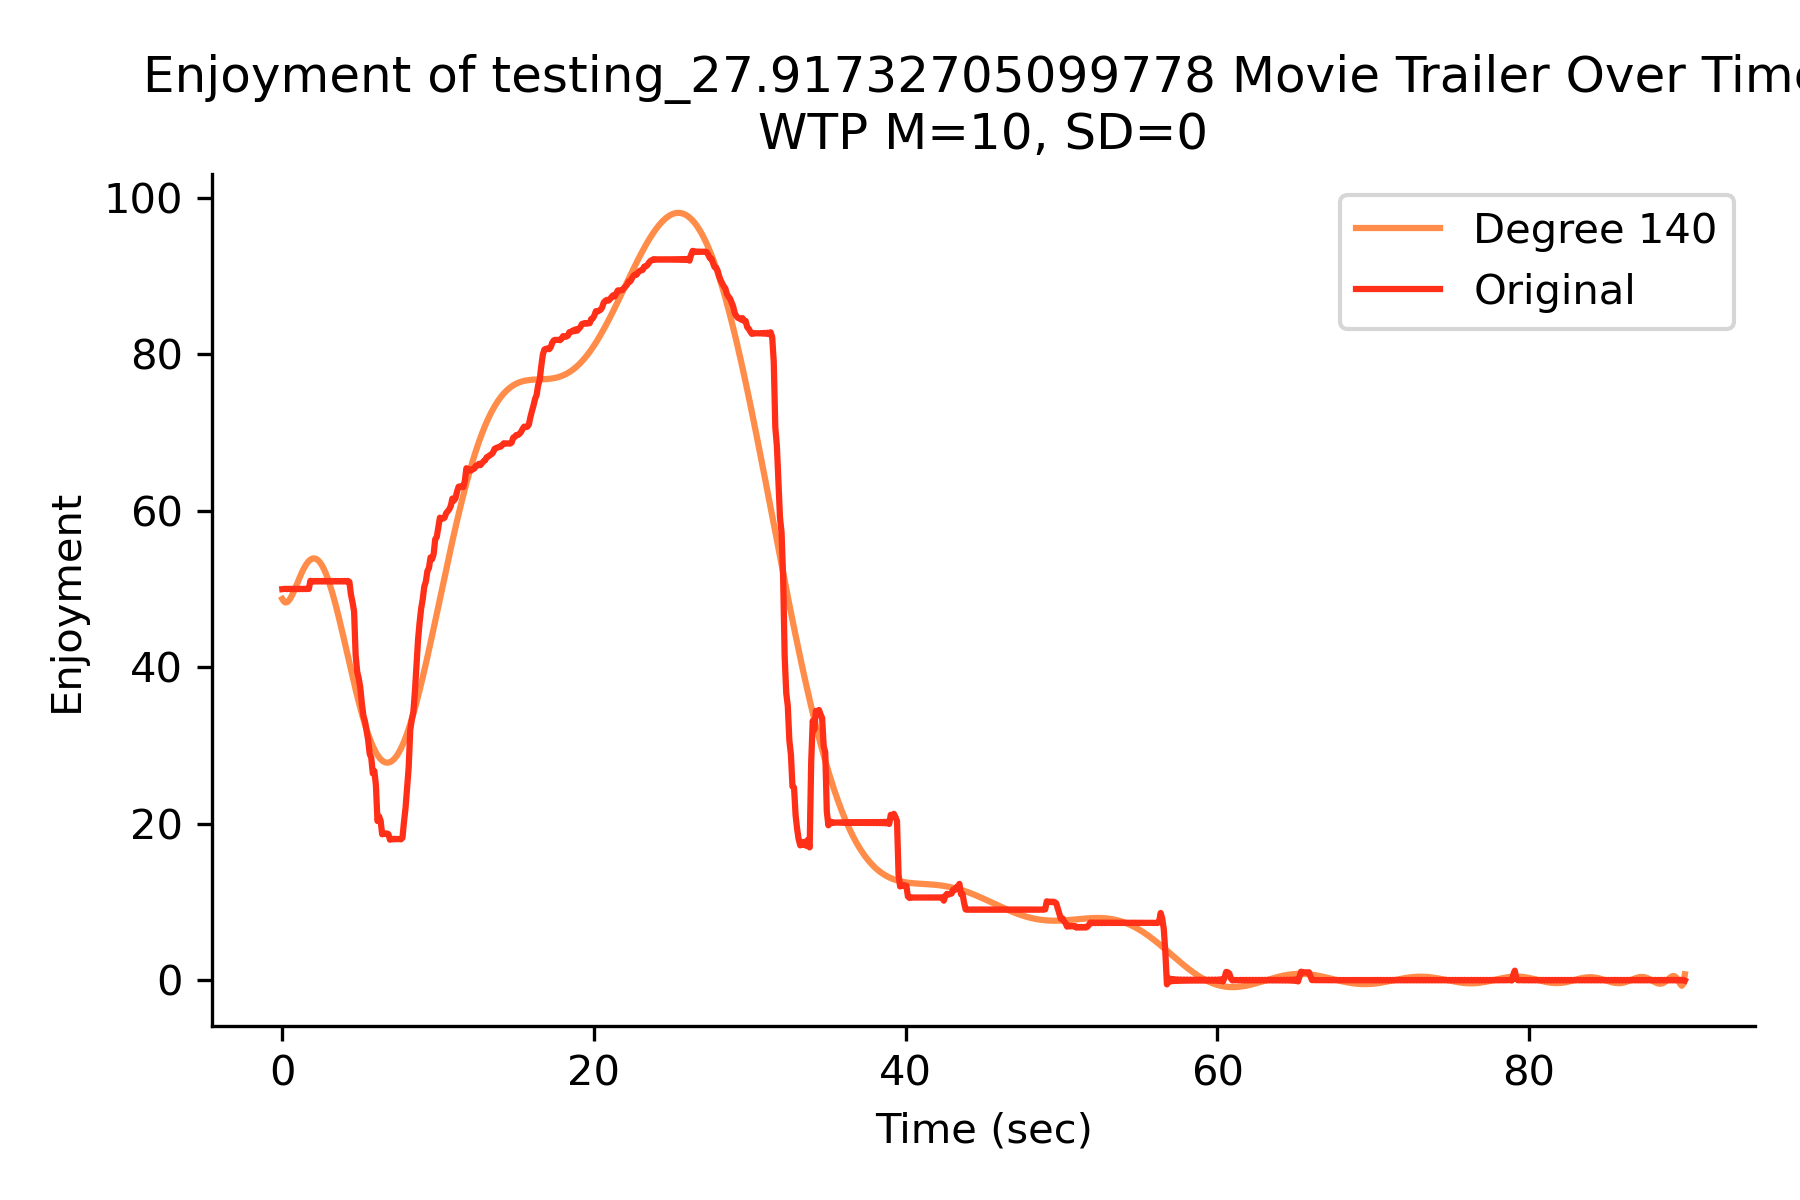 Enjoyment of testing_27.91732705099778 Movie Trailer Over Time
WTP M=10, SD=0
100
80
60
40
20
0
Enjoyment
Degree 140
Original
0 20 40 60 80
Time (sec)